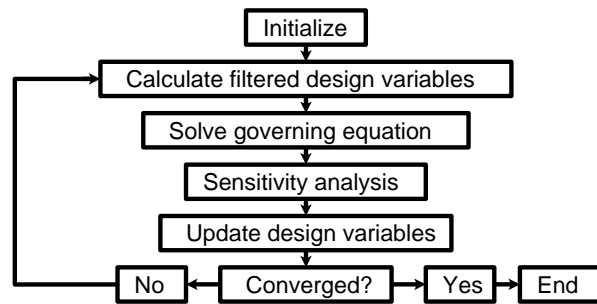 Initialize
Calculate filtered design variables
Solve governing equation
Sensitivity analysis
Update design variables
No
Converged?
Yes
End